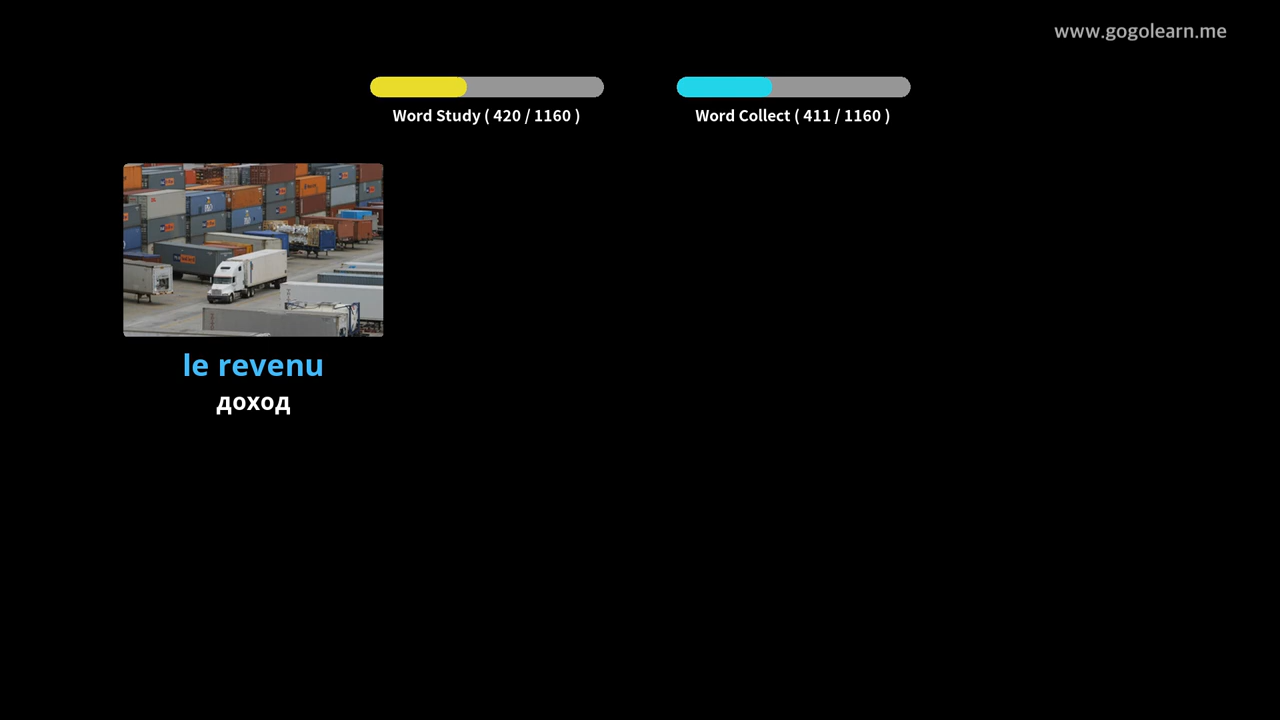 www.gogolearn.me
Word Study ( 420 / 1160 )
Word Collect ( 411 / 1160 )
le revenu
доход